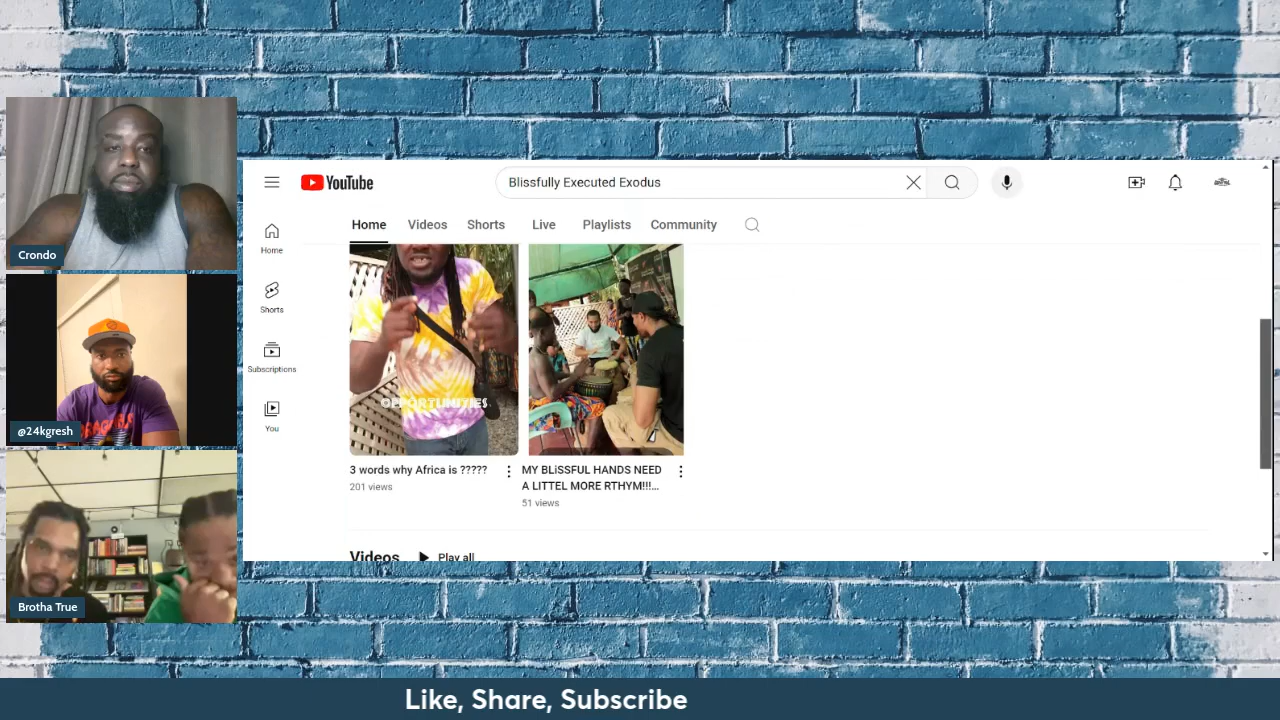 Crondo
@24kgresh
Brotha True
YouTube
Blissfully Executed Exodus
Home
Videos
Shorts
Live
Playlists
Community
Home
Shorts
Subscriptions
You
OPPORTUNITIES
3 words why Africa is ?????
201 views
MY BLiSSFUL HANDS NEED
A LITTEL MORE RTHYM!!!...
51 views
Videos
Play all
Like, Share, Subscribe